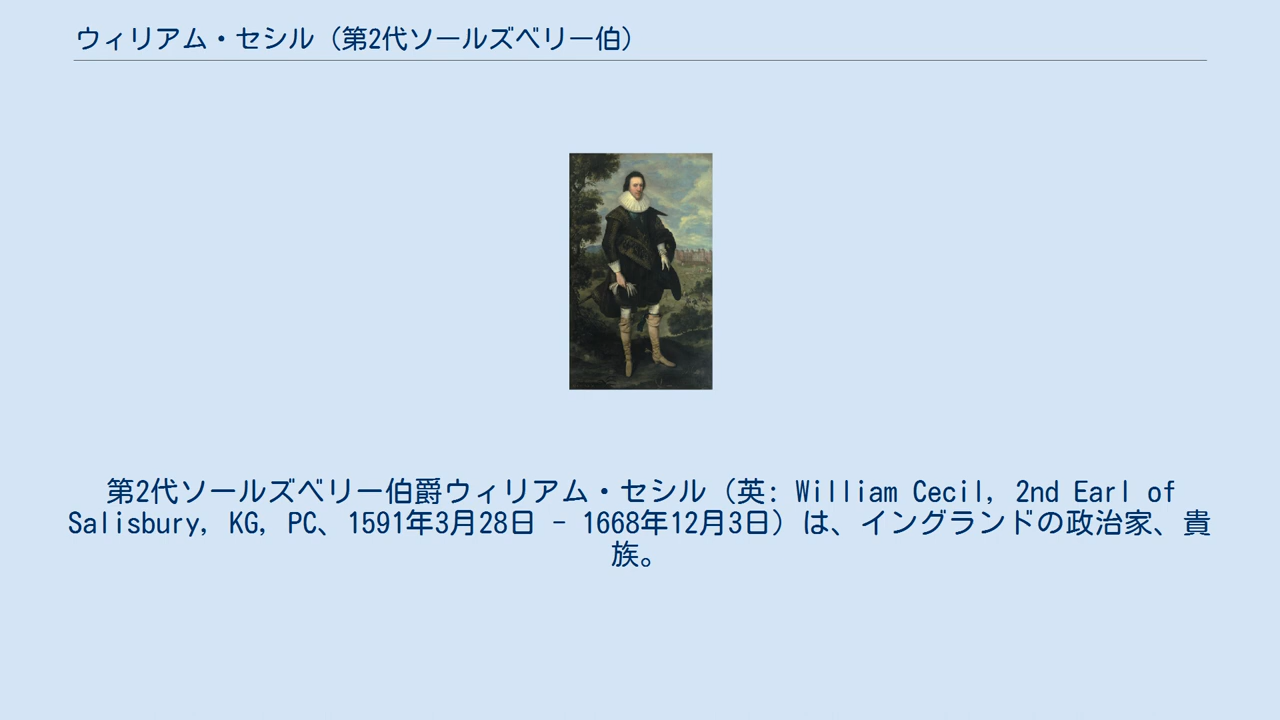 ウィリアム・セシル（第2代ソールズベリー伯）
第2代ソールズベリー伯爵ウィリアム・セシル（英: William Cecil, 2nd Earl of
Salisbury, KG, PC、1591年3月28日 - 1668年12月3日）は、イングランドの政治家、貴
族。